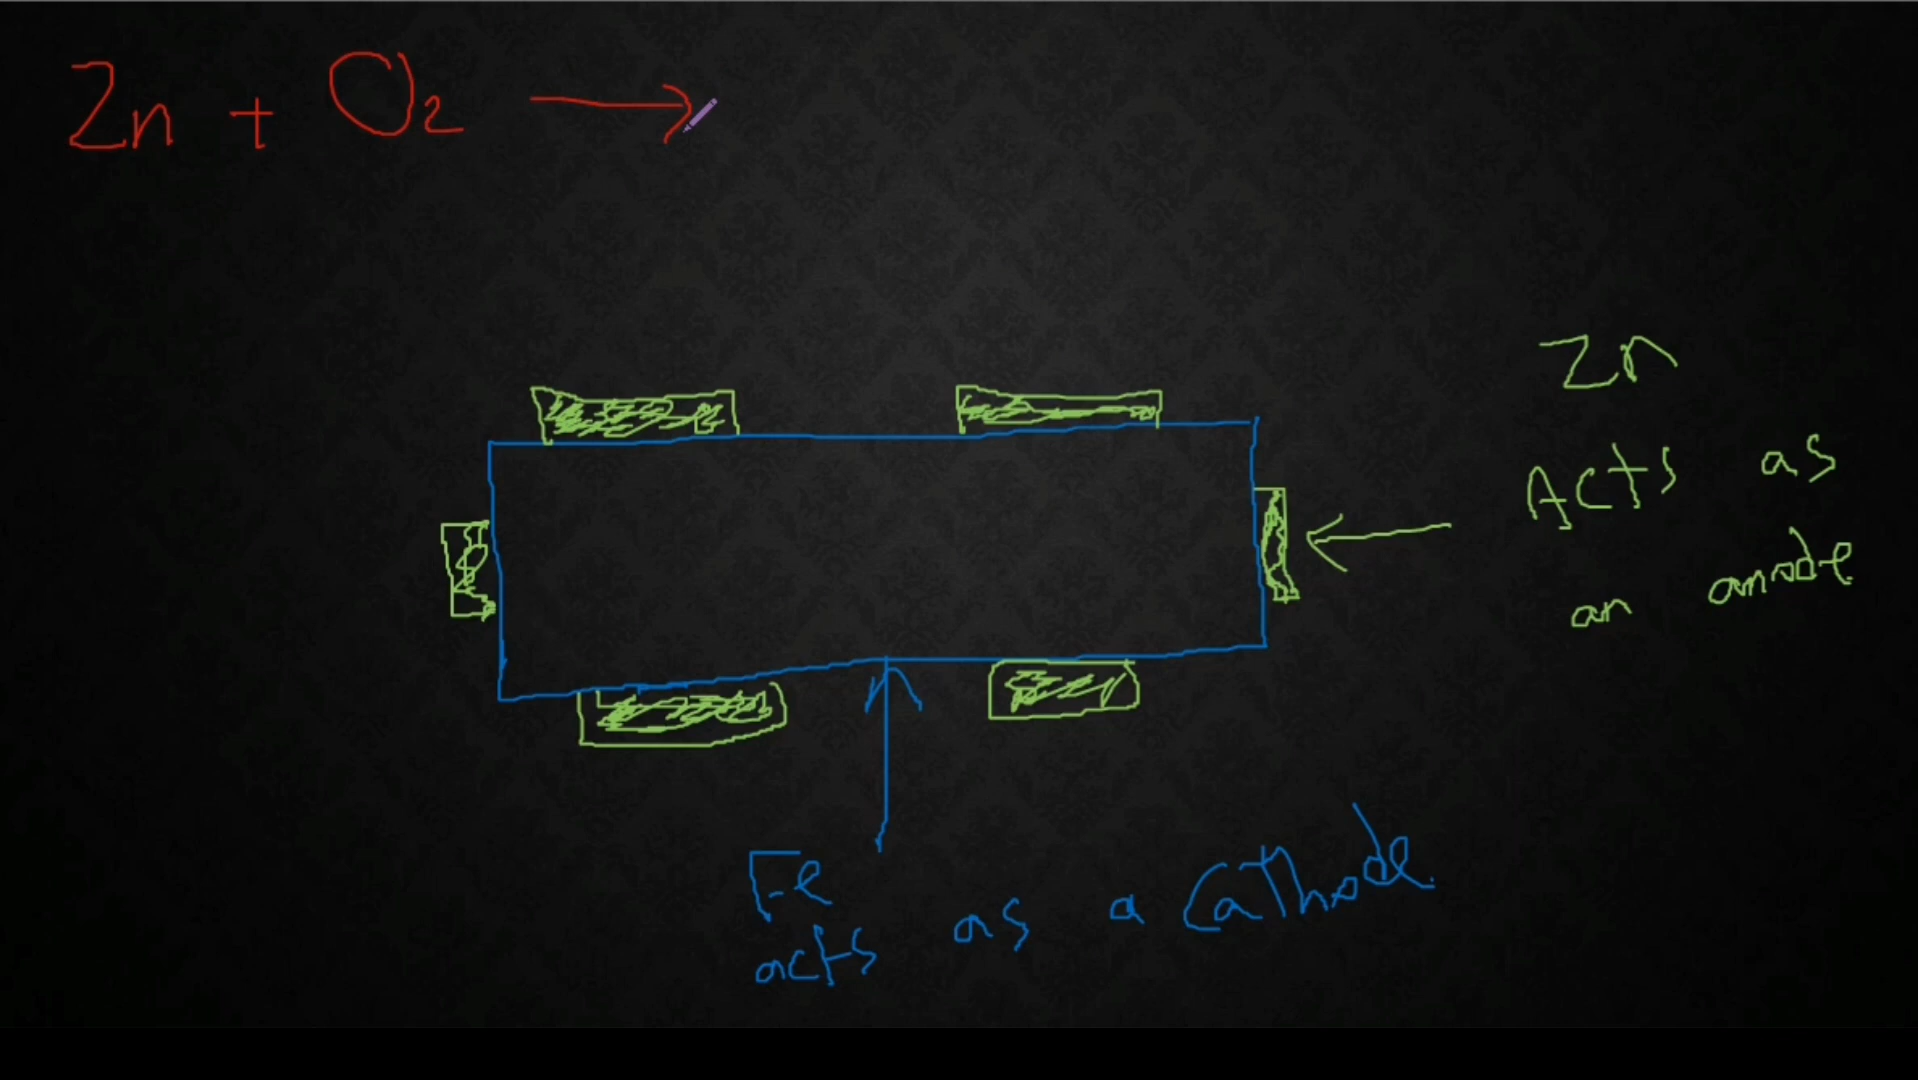 Zn + O2 →
Zn
Acts as
an anode
Fe
acts as a Cathode